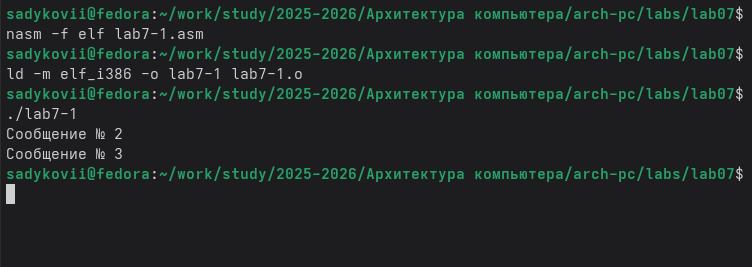 sadykovii@fedora:~/work/study/2025-2026/Архитектура компьютера/arch-pc/labs/lab07$
nasm -f elf lab7-1.asm
sadykovii@fedora:~/work/study/2025-2026/Архитектура компьютера/arch-pc/labs/lab07$
ld -m elf_i386 -o lab7-1 lab7-1.o
sadykovii@fedora:~/work/study/2025-2026/Архитектура компьютера/arch-pc/labs/lab07$
./lab7-1
Сообщение № 2
Сообщение № 3
sadykovii@fedora:~/work/study/2025-2026/Архитектура компьютера/arch-pc/labs/lab07$